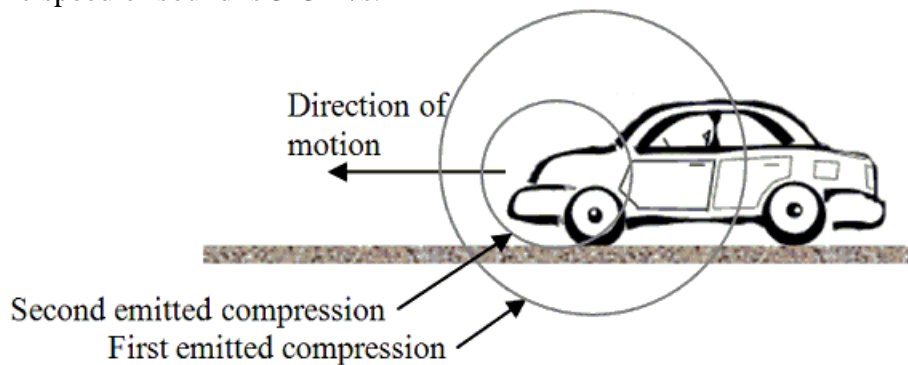 Direction of
motion
Second emitted compression
First emitted compression